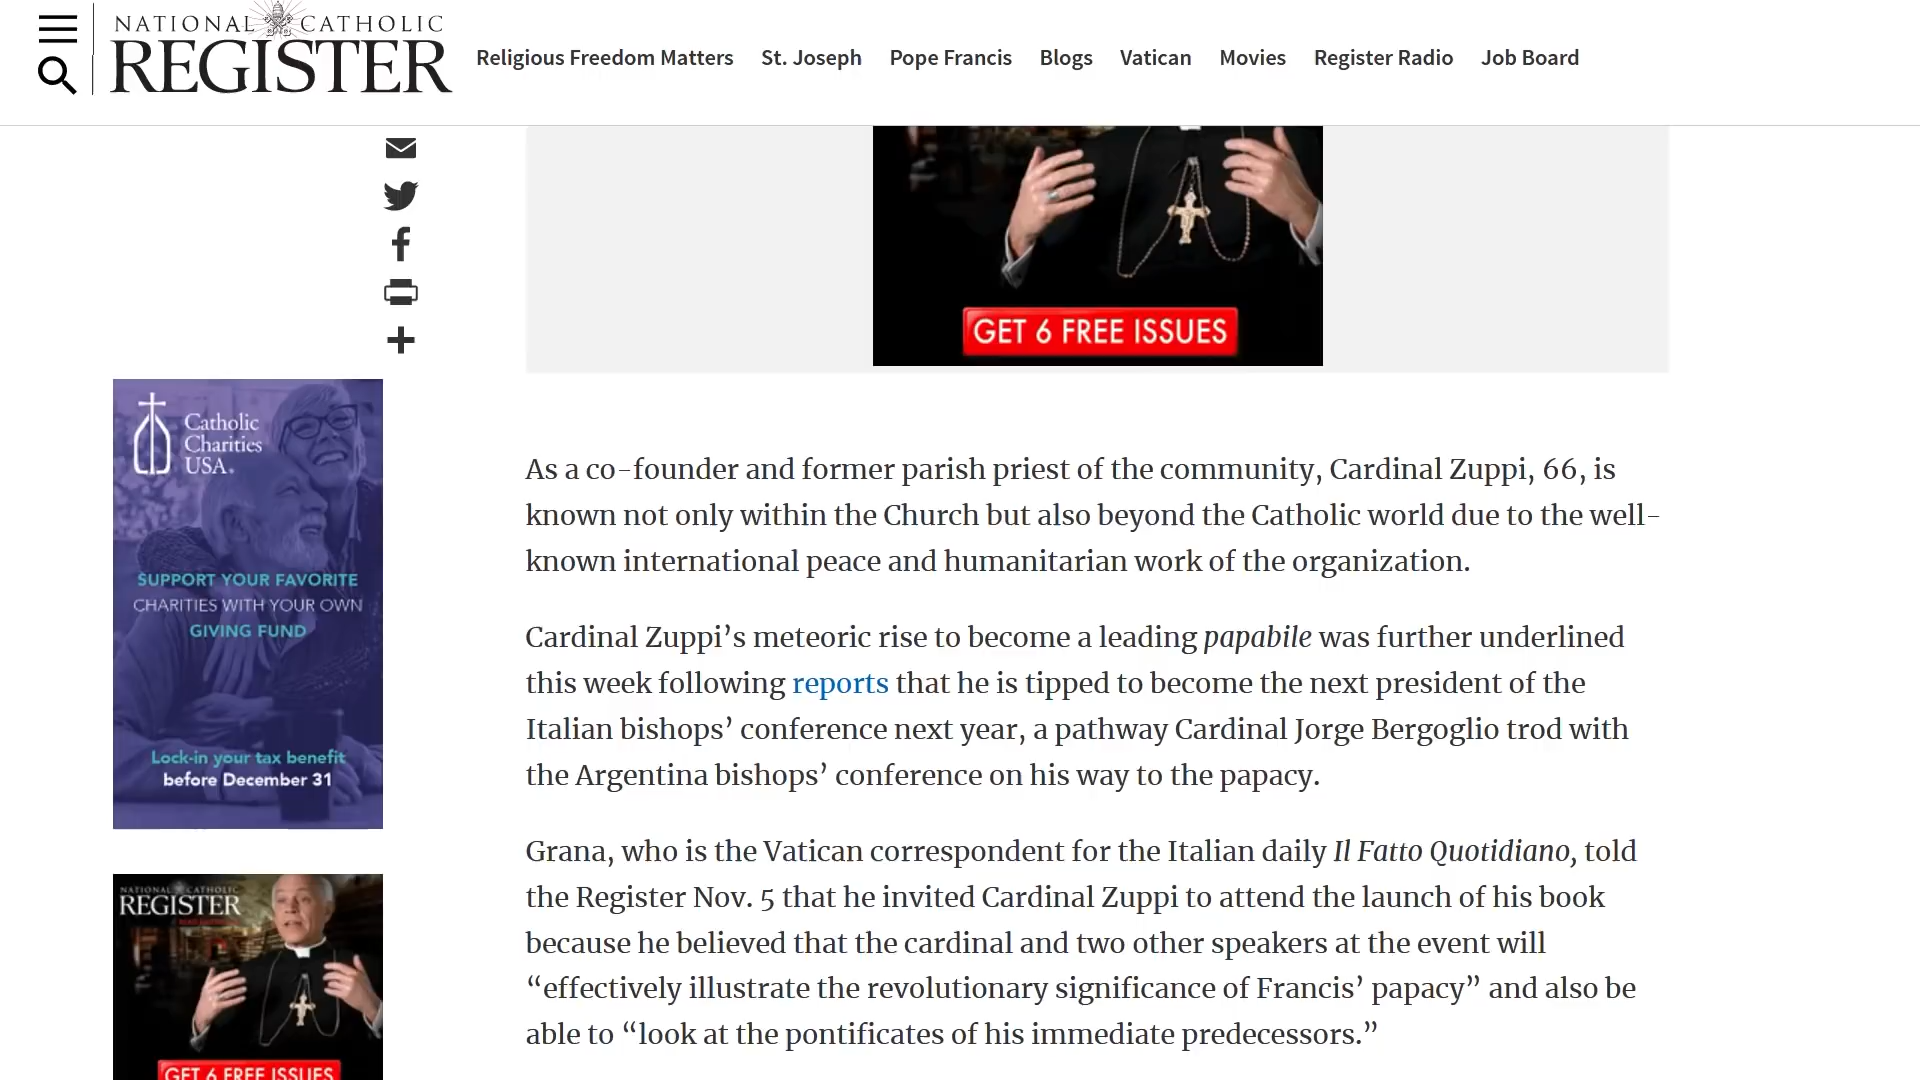 NATIONAL CATHOLIC
REGISTER
Religious Freedom Matters St. Joseph Pope Francis Blogs Vatican Movies Register Radio Job Board
GET 6 FREE ISSUES
Catholic
Charities
USA®
SUPPORT YOUR FAVORITE
CHARITIES WITH YOUR OWN
GIVING FUND
Lock-in your tax benefit
before December 31
NATIONAL CATHOLIC
REGISTER
GET 6 FREE ISSUES
As a co-founder and former parish priest of the community, Cardinal Zuppi, 66, is
known not only within the Church but also beyond the Catholic world due to the well-
known international peace and humanitarian work of the organization.
Cardinal Zuppi’s meteoric rise to become a leading papabile was further underlined
this week following reports that he is tipped to become the next president of the
Italian bishops’ conference next year, a pathway Cardinal Jorge Bergoglio trod with
the Argentina bishops’ conference on his way to the papacy.
Grana, who is the Vatican correspondent for the Italian daily Il Fatto Quotidiano, told
the Register Nov. 5 that he invited Cardinal Zuppi to attend the launch of his book
because he believed that the cardinal and two other speakers at the event will
“effectively illustrate the revolutionary significance of Francis’ papacy” and also be
able to “look at the pontificates of his immediate predecessors.”